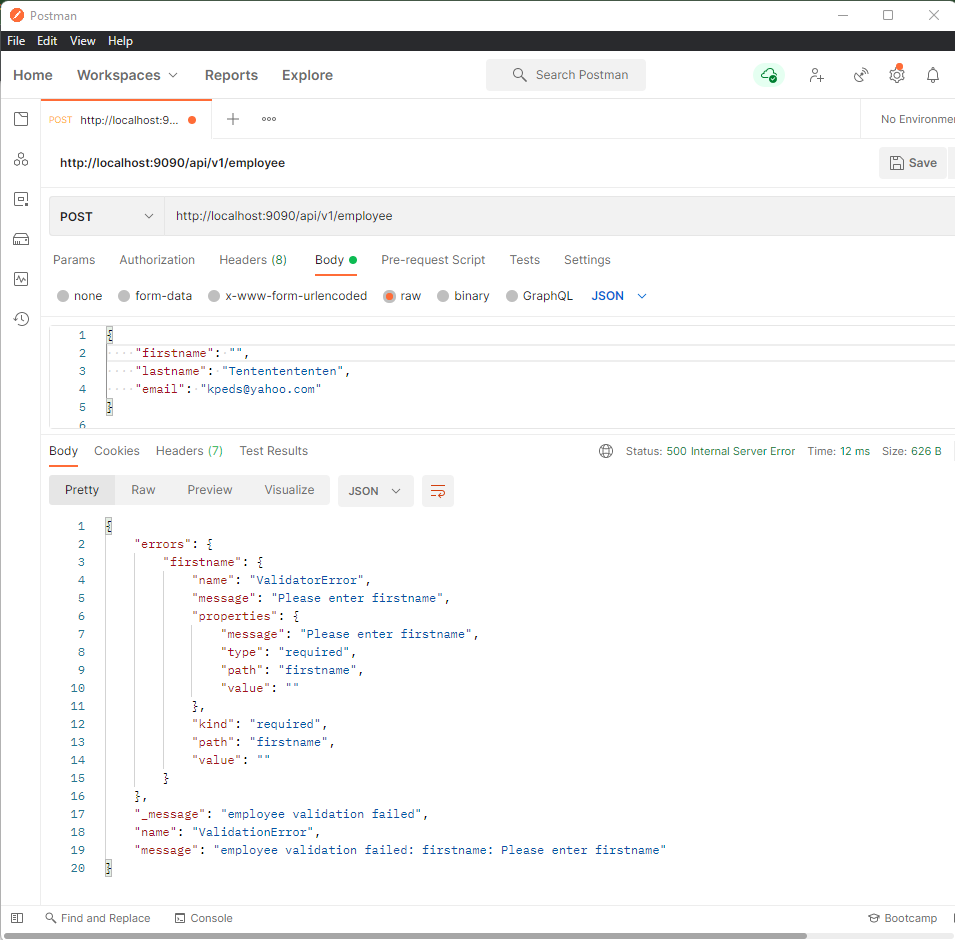 Postman
File Edit View Help
Home Workspaces Reports Explore Search Postman
POST http://localhost:9... No Environme
http://localhost:9090/api/v1/employee Save
POST http://localhost:9090/api/v1/employee
Params Authorization Headers (8) Body Pre-request Script Tests Settings
none form-data x-www-form-urlencoded raw binary GraphQL JSON
1 {
2 "firstname": "",
3 "lastname": "Tententententen",
4 "email": "kpeds@yahoo.com"
5 }
6
Body Cookies Headers (7) Test Results Status: 500 Internal Server Error Time: 12 ms Size: 626 B
Pretty Raw Preview Visualize JSON
1 {
2 "errors": {
3 "firstname": {
4 "name": "ValidatorError",
5 "message": "Please enter firstname",
6 "properties": {
7 "message": "Please enter firstname",
8 "type": "required",
9 "path": "firstname",
10 "value": ""
11 },
12 "kind": "required",
13 "path": "firstname",
14 "value": ""
15 }
16 },
17 "_message": "employee validation failed",
18 "name": "ValidationError",
19 "message": "employee validation failed: firstname: Please enter firstname"
20 }
Find and Replace Console Bootcamp